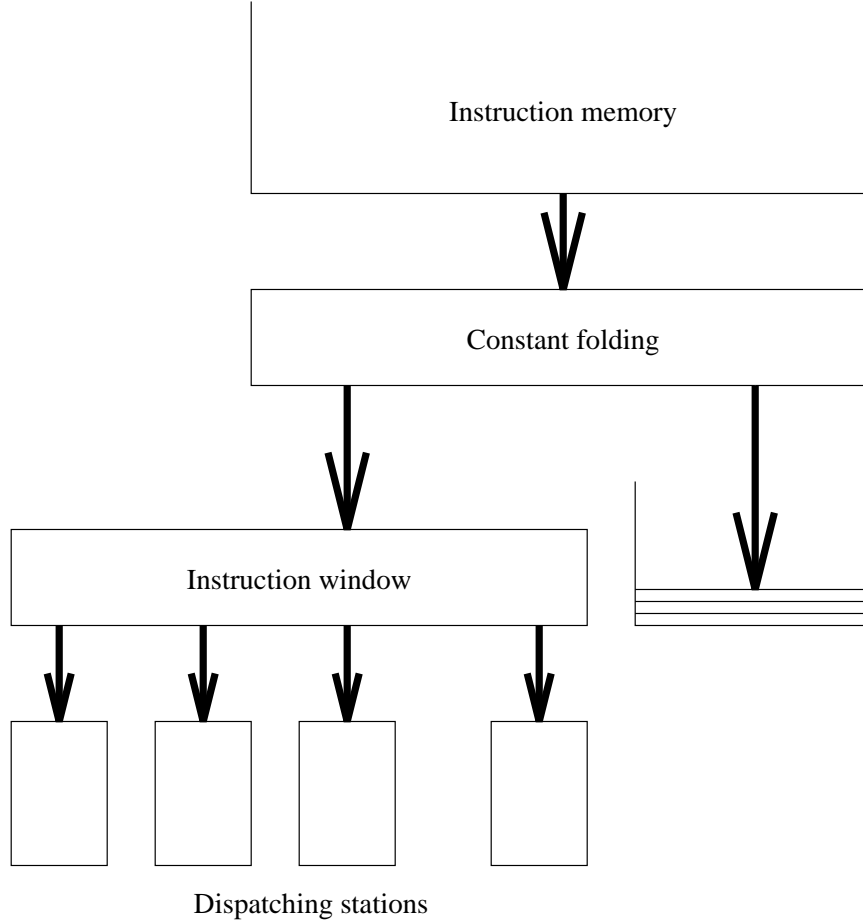 Instruction memory
Constant folding
Instruction window
Dispatching stations